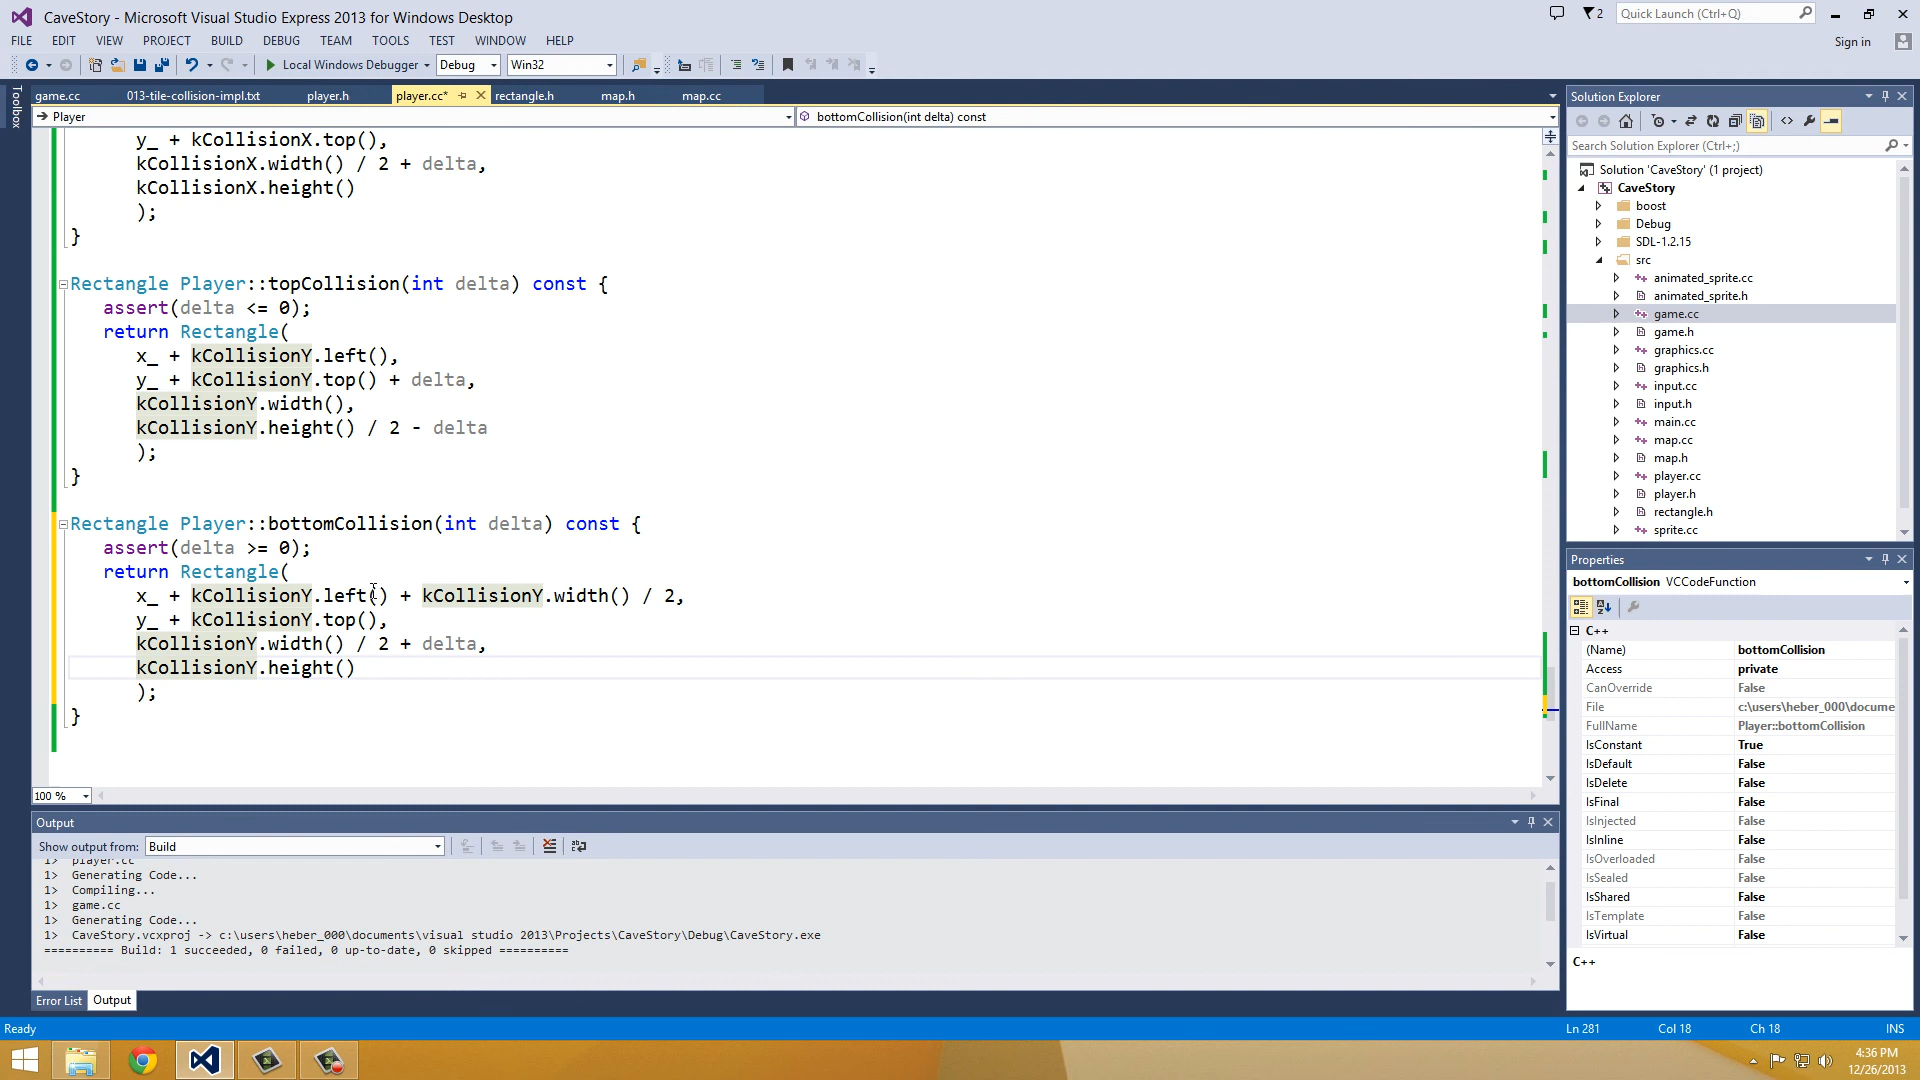 CaveStory - Microsoft Visual Studio Express 2013 for Windows Desktop
2
Quick Launch (Ctrl+Q)
FILE EDIT VIEW PROJECT BUILD DEBUG TEAM TOOLS TEST WINDOW HELP
Sign in
Local Windows Debugger Debug Win32
Toolbox
game.cc 013-tile-collision-impl.txt player.h player.cc* rectangle.h map.h map.cc
Player bottomCollision(int delta) const
y_ + kCollisionX.top(),
kCollisionX.width() / 2 + delta,
kCollisionX.height()
);
}
Rectangle Player::topCollision(int delta) const {
assert(delta <= 0);
return Rectangle(
x_ + kCollisionY.left(),
y_ + kCollisionY.top() + delta,
kCollisionY.width(),
kCollisionY.height() / 2 - delta
);
}
Rectangle Player::bottomCollision(int delta) const {
assert(delta >= 0);
return Rectangle(
x_ + kCollisionY.left() + kCollisionY.width() / 2,
y_ + kCollisionY.top(),
kCollisionY.width() / 2 + delta,
kCollisionY.height()
);
}
100 %
Output
Show output from: Build
1> player.cc
1> Generating Code...
1> Compiling...
1> game.cc
1> Generating Code...
1> CaveStory.vcxproj -> c:\users\heber_000\documents\visual studio 2013\Projects\CaveStory\Debug\CaveStory.exe
========== Build: 1 succeeded, 0 failed, 0 up-to-date, 0 skipped ==========
Error List Output
Solution Explorer
Search Solution Explorer (Ctrl+;)
Solution 'CaveStory' (1 project)
CaveStory
boost
Debug
SDL-1.2.15
src
animated_sprite.cc
animated_sprite.h
game.cc
game.h
graphics.cc
graphics.h
input.cc
input.h
main.cc
map.cc
map.h
player.cc
player.h
rectangle.h
sprite.cc
Properties
bottomCollision VCCodeFunction
C++
(Name) bottomCollision
Access private
CanOverride False
File c:\users\heber_000\docume
FullName Player::bottomCollision
IsConstant True
IsDefault False
IsDelete False
IsFinal False
IsInjected False
IsInline False
IsOverloaded False
IsSealed False
IsShared False
IsTemplate False
IsVirtual False
C++
Ready Ln 281 Col 18 Ch 18 INS
4:36 PM
12/26/2013